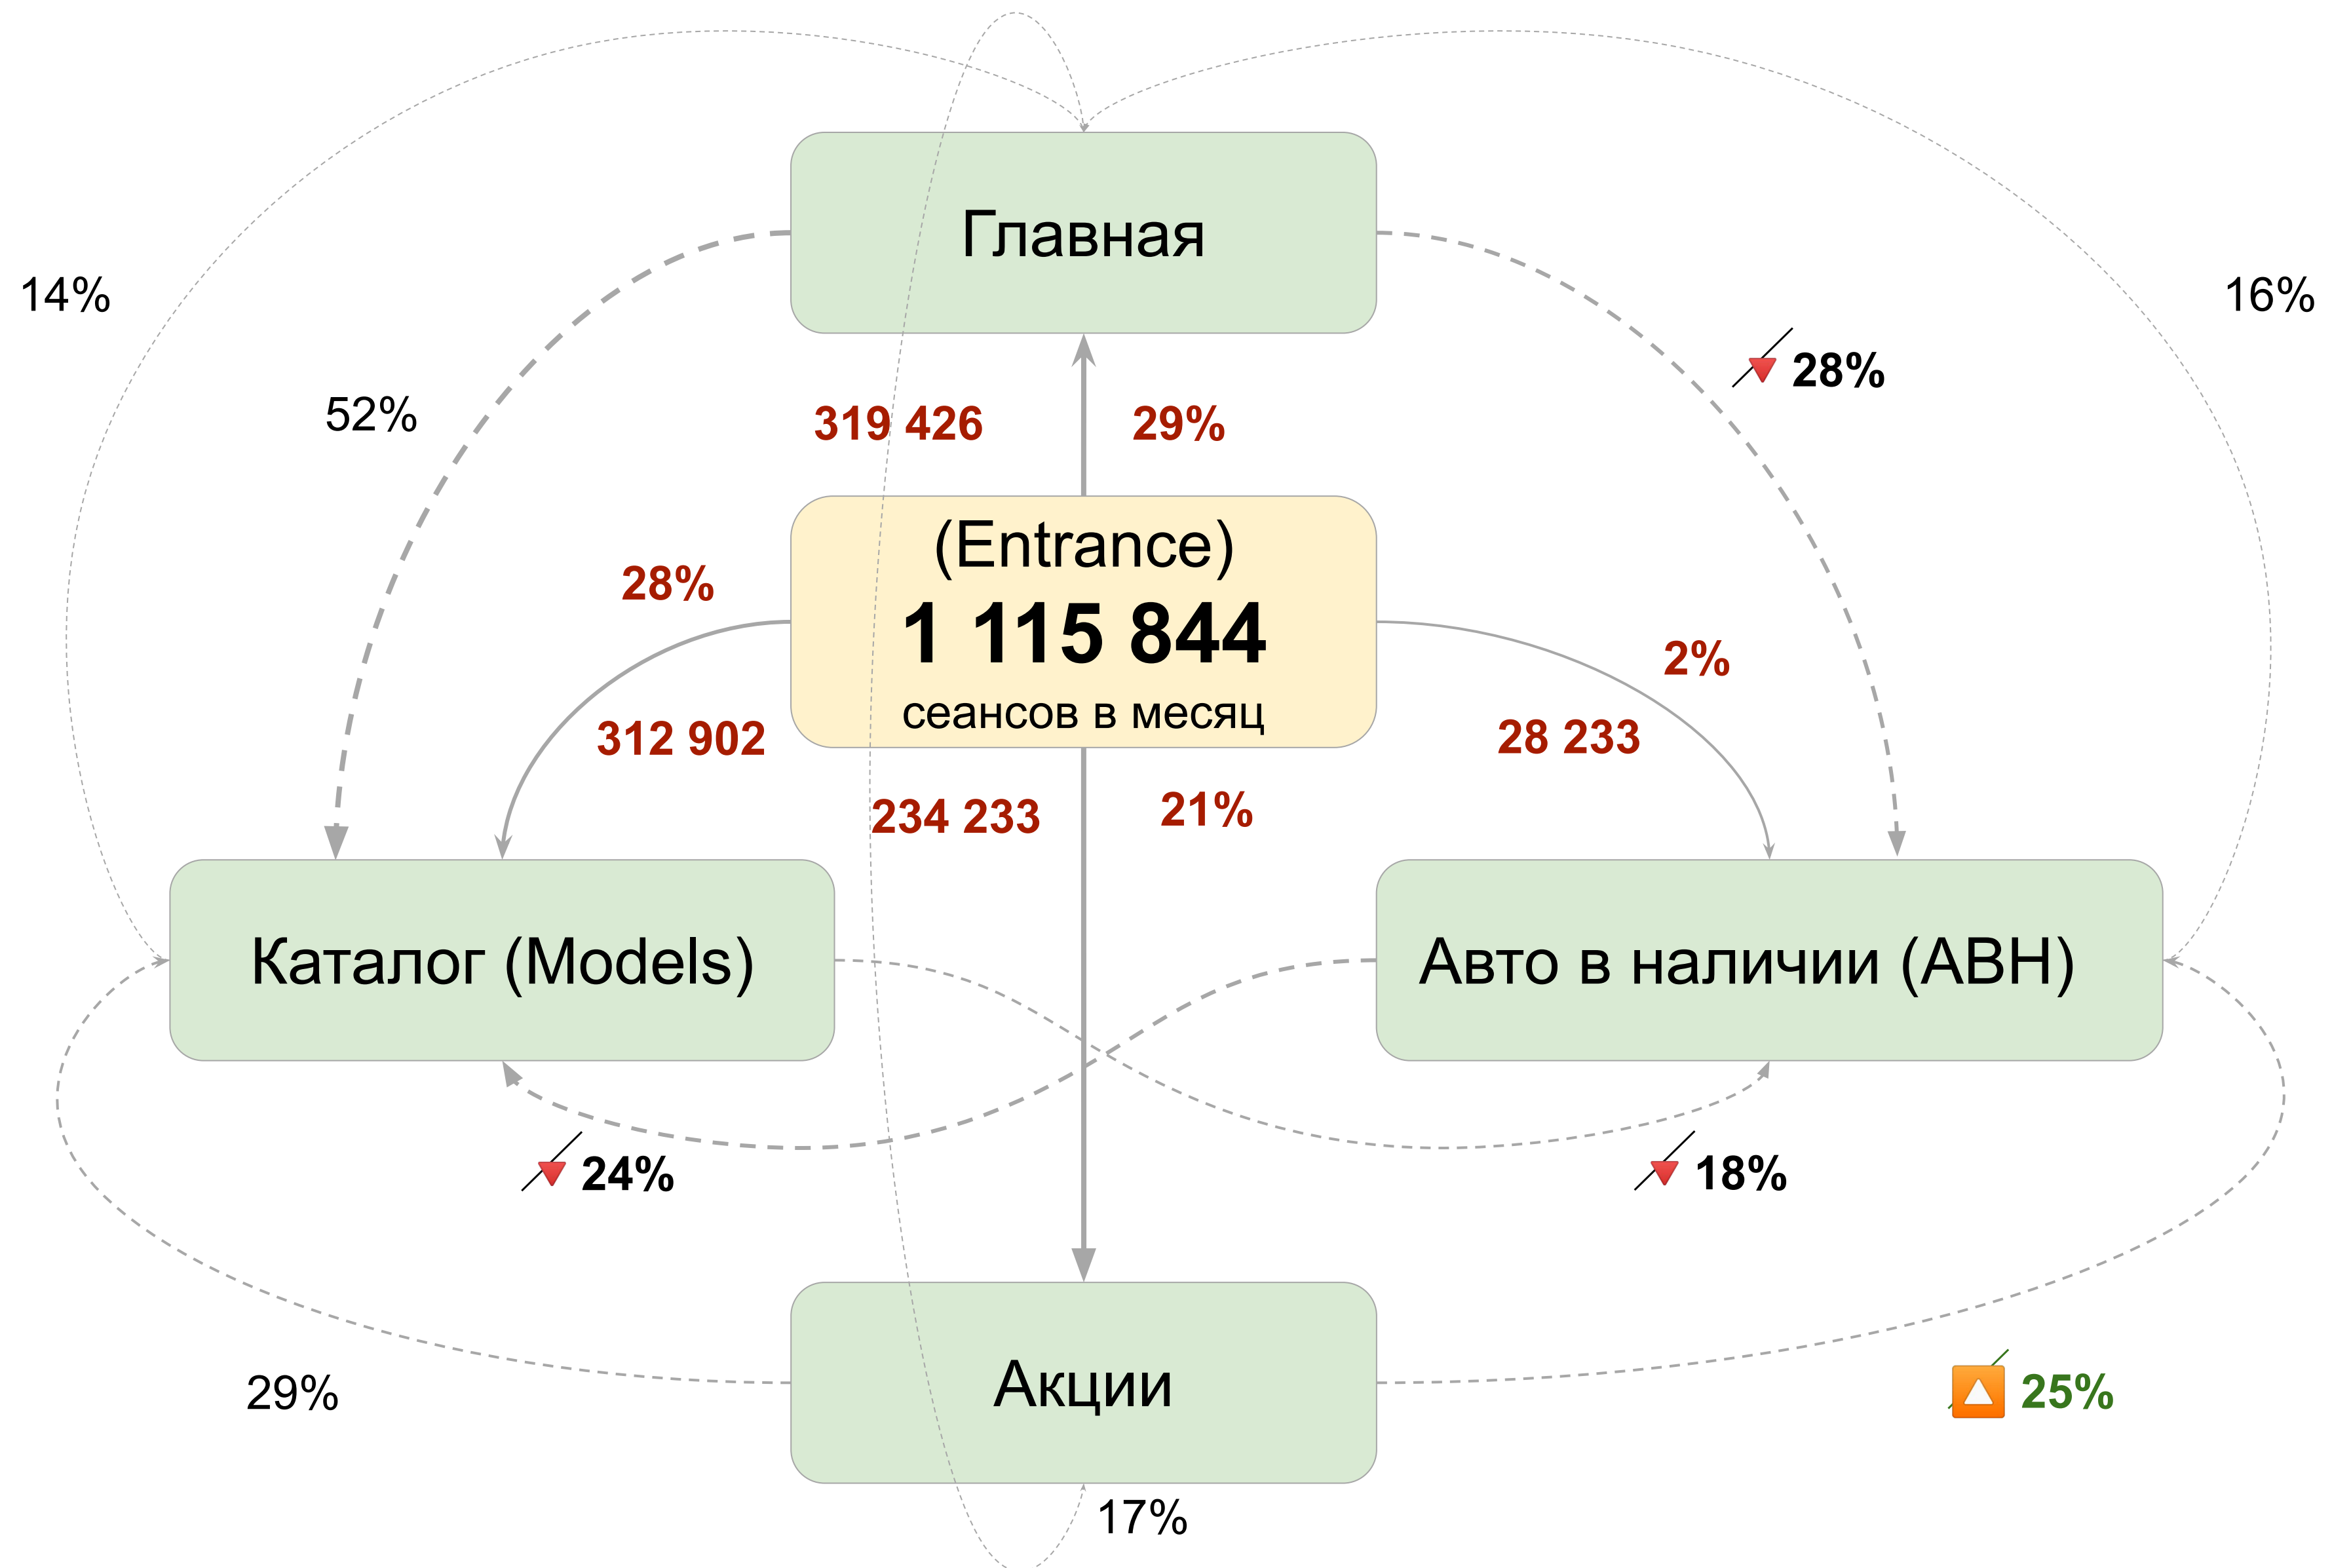 Главная
14%
16%
28%
52%
319 426
29%
(Entrance)
1 115 844
сеансов в месяц
28%
2%
312 902
28 233
234 233
21%
Каталог (Models)
Авто в наличии (АВН)
24%
18%
Акции
29%
25%
17%